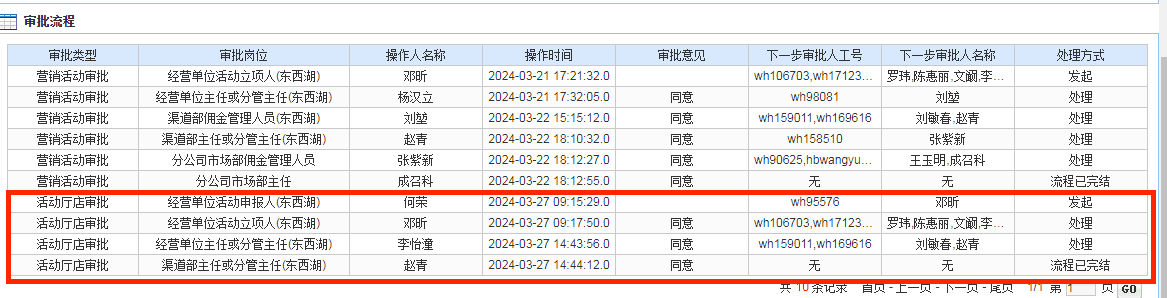 审批流程
审批类型 审批岗位 操作人名称 操作时间 审批意见 下一步审批人工号 下一步审批人名称 处理方式
营销活动审批 经营单位活动立项人(东西湖) 邓昕 2024-03-21 17:21:32.0 wh106703,wh17123... 罗玮,陈惠丽,文颛,李... 发起
营销活动审批 经营单位主任或分管主任(东西湖) 杨汉立 2024-03-21 17:32:05.0 同意 wh98081 刘堃 处理
营销活动审批 渠道部佣金管理人员(东西湖) 刘堃 2024-03-22 15:15:12.0 同意 wh159011,wh169616 刘敏春,赵青 处理
营销活动审批 渠道部主任或分管主任(东西湖) 赵青 2024-03-22 18:10:32.0 同意 wh158510 张紫新 处理
营销活动审批 分公司市场部佣金管理人员 张紫新 2024-03-22 18:12:27.0 同意 wh90625,hbwangyu... 王玉明,成召科 处理
营销活动审批 分公司市场部主任 成召科 2024-03-22 18:12:55.0 同意 无 无 流程已完结
活动厅店审批 经营单位活动申报人(东西湖) 何荣 2024-03-27 09:15:29.0 wh95576 邓昕 发起
活动厅店审批 经营单位活动立项人(东西湖) 邓昕 2024-03-27 09:17:50.0 同意 wh106703,wh17123... 罗玮,陈惠丽,文颛,李... 处理
活动厅店审批 经营单位主任或分管主任(东西湖) 李怡潼 2024-03-27 14:43:56.0 同意 wh159011,wh169616 刘敏春,赵青 处理
活动厅店审批 渠道部主任或分管主任(东西湖) 赵青 2024-03-27 14:44:12.0 同意 无 无 流程已完结
共 10 条记录 首页 - 上一页 - 下一页 - 尾页 1/1 第 1 页 GO